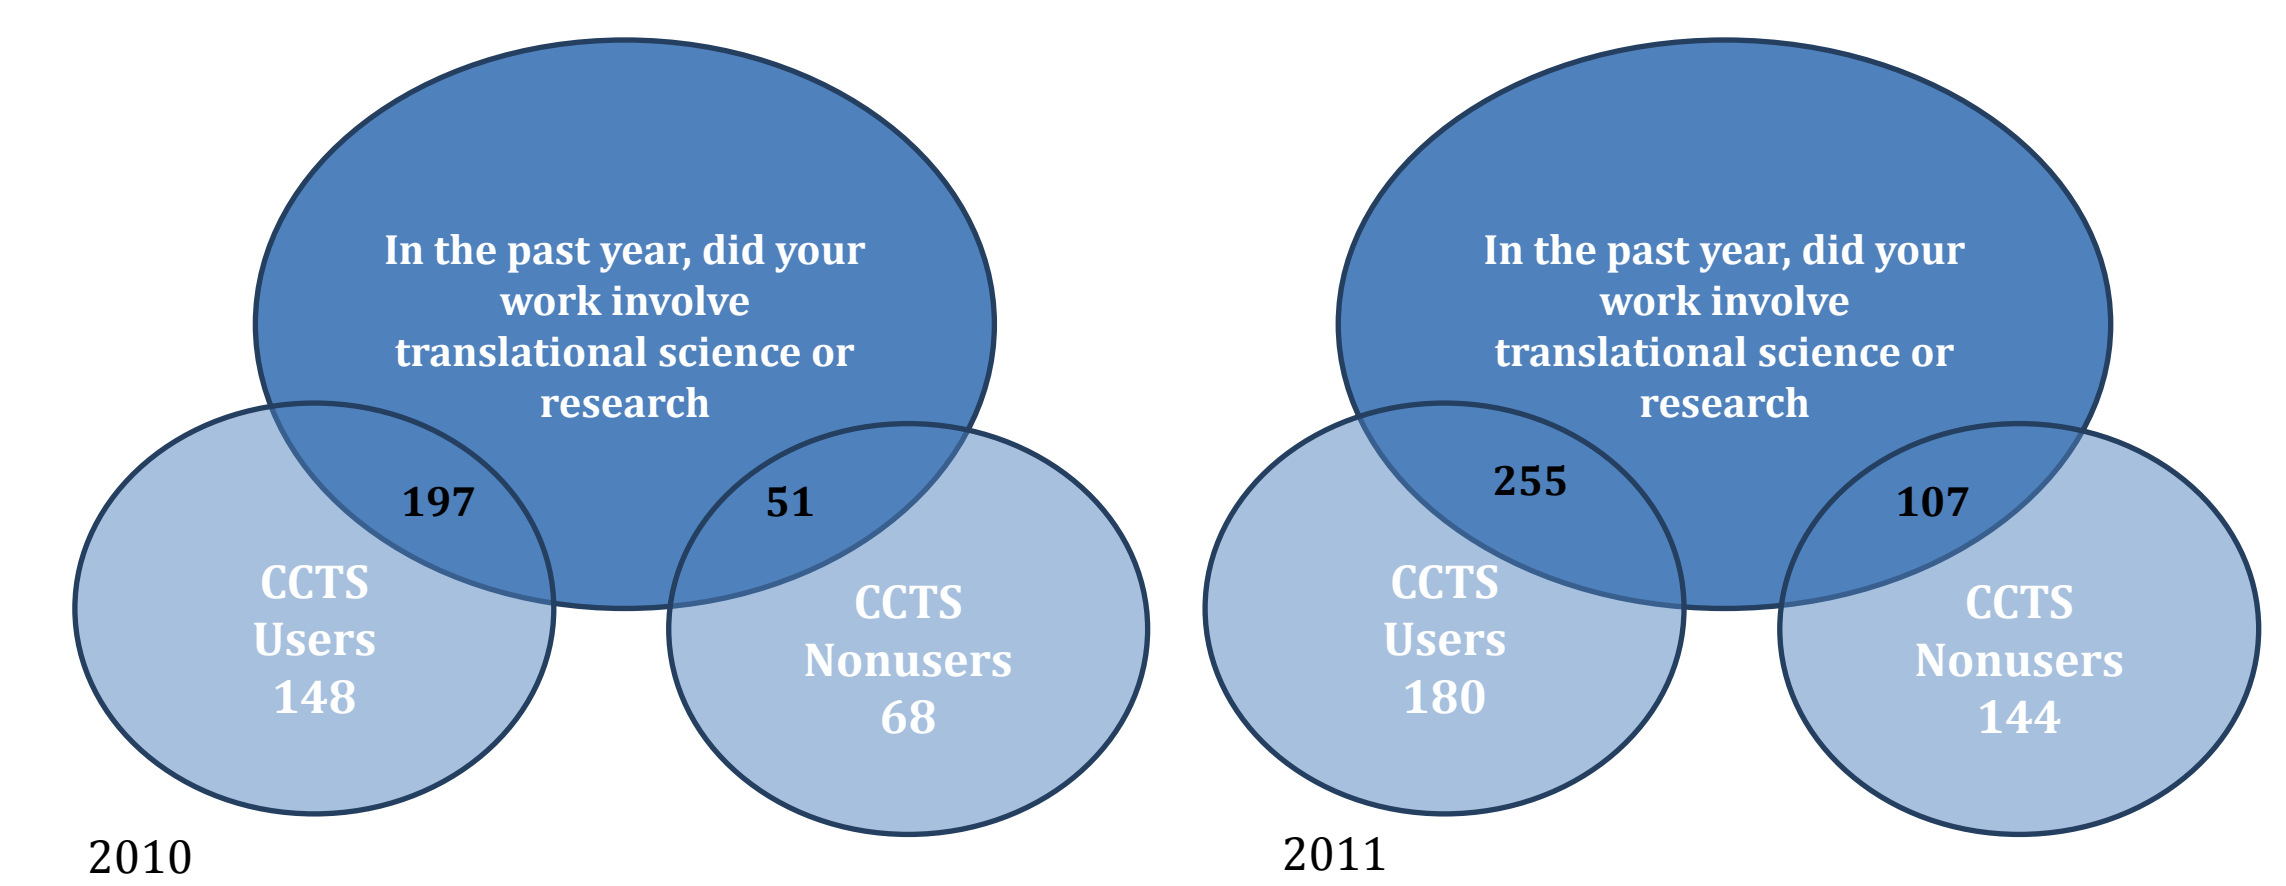 In the past year, did your
work involve
translational science or
research
197
51
CCTS
Users
148
CCTS
Nonusers
68
2010
In the past year, did your
work involve
translational science or
research
255
107
CCTS
Users
180
CCTS
Nonusers
144
2011